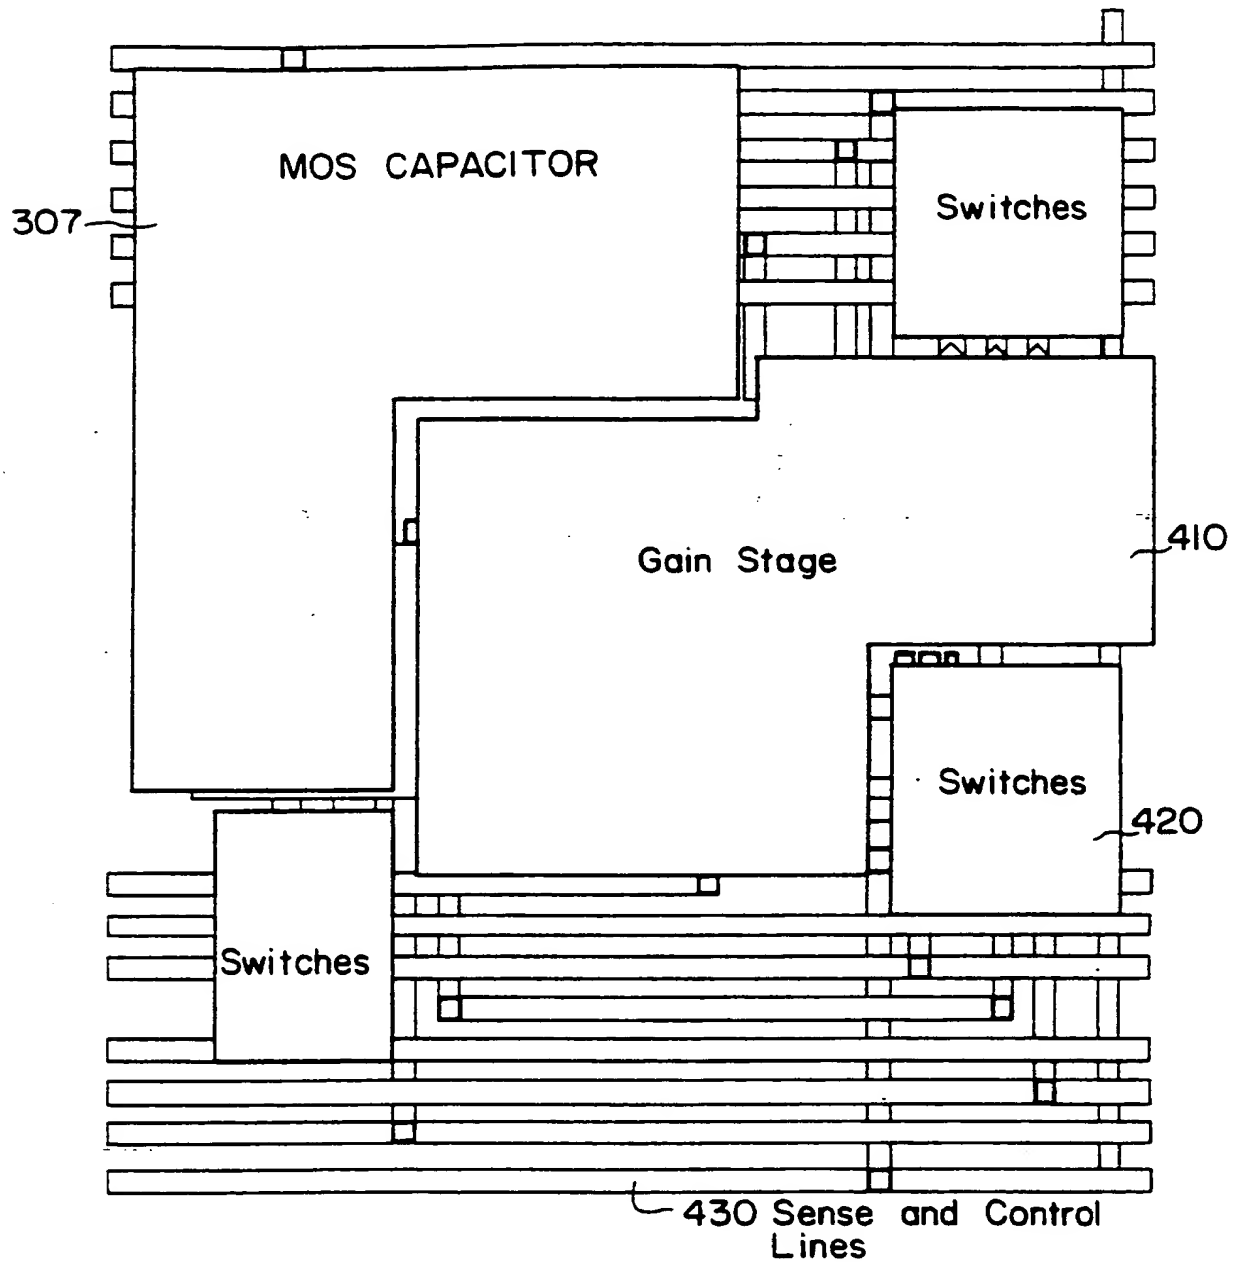 MOS CAPACITOR
307
Switches
410
Gain Stage
Switches
420
Switches
430 Sense and Control
Lines